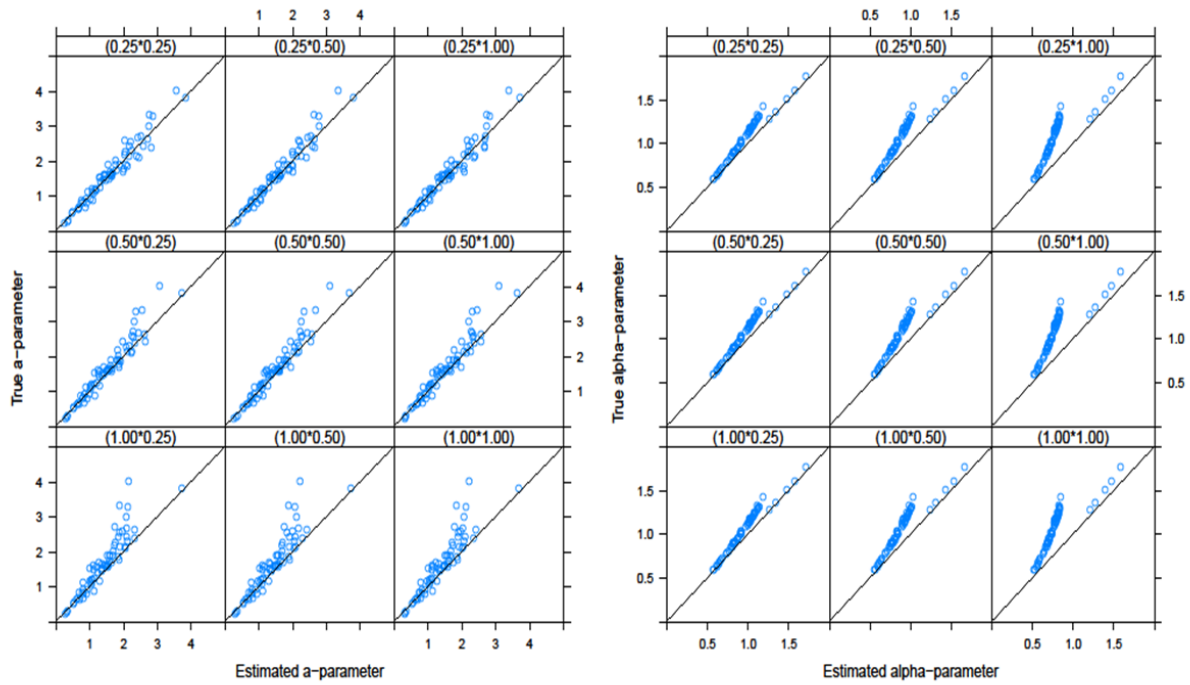 1 2 3 4
0.5 1.0 1.5
(0.25*0.25) (0.25*0.50) (0.25*1.00)
(0.25*0.25) (0.25*0.50) (0.25*1.00)
4
3
2
1
1.5
1.0
0.5
(0.50*0.25) (0.50*0.50) (0.50*1.00)
(0.50*0.25) (0.50*0.50) (0.50*1.00)
True a−parameter
4
3
2
1
True alpha−parameter
1.5
1.0
0.5
(1.00*0.25) (1.00*0.50) (1.00*1.00)
(1.00*0.25) (1.00*0.50) (1.00*1.00)
4
3
2
1
1.5
1.0
0.5
1 2 3 4 1 2 3 4
0.5 1.0 1.5 0.5 1.0 1.5
Estimated a−parameter
Estimated alpha−parameter